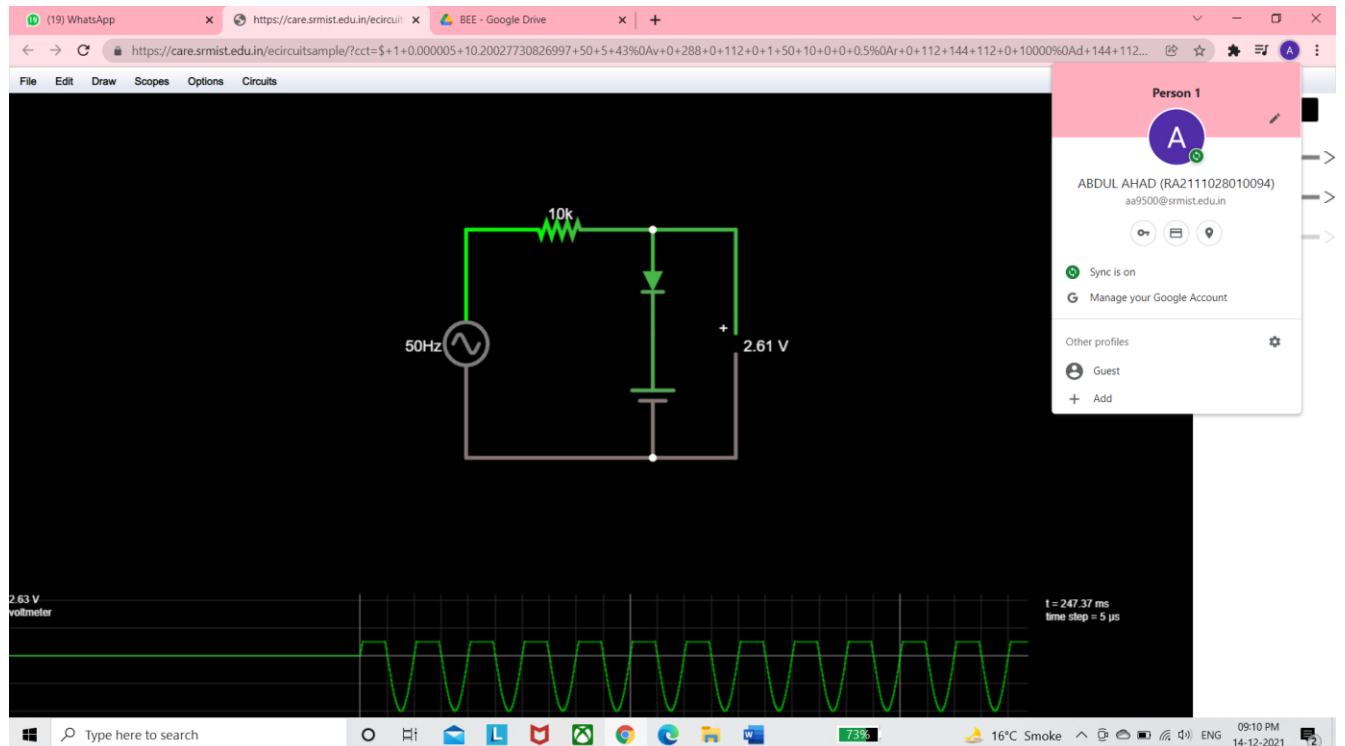 (19) WhatsApp
https://care.srmist.edu.in/ecircuit
BEE - Google Drive
https://care.srmist.edu.in/ecircuitsample/?cct=$+1+0.000005+10.20027730826997+50+5+43%0Av+0+288+0+112+0+1+50+10+0+0+0.5%0Ar+0+112+144+112+0+10000%0Ad+144+112...
A
File Edit Draw Scopes Options Circuits
Person 1
A
ABDUL AHAD (RA2111028010094)
aa9500@srmist.edu.in
Sync is on
G Manage your Google Account
Other profiles
Guest
+ Add
10k
+
50Hz
2.61 V
2.63 V
voltmeter
t = 247.37 ms
time step = 5 μs
Type here to search
L
73%
16°C Smoke
ENG
09:10 PM
14-12-2021
2